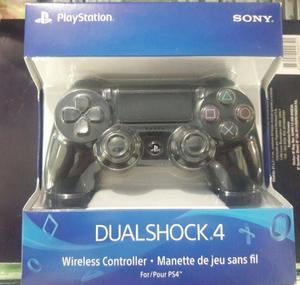 PlayStation
SONY
DUALSHOCK 4
Wireless Controller • Manette de jeu sans fil
For/Pour PS4™